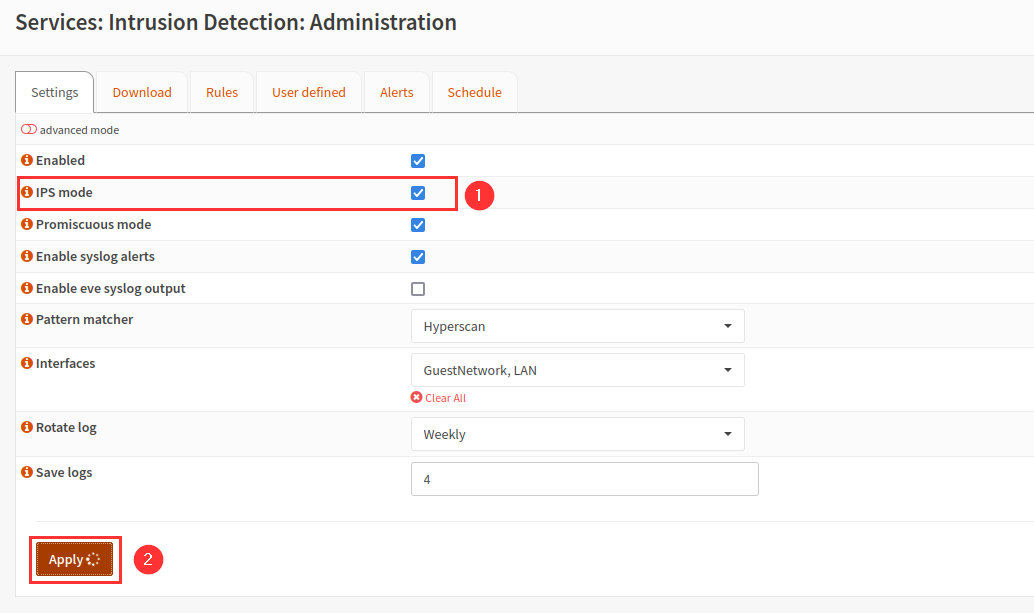 Services: Intrusion Detection: Administration
Settings Download Rules User defined Alerts Schedule
advanced mode
Enabled
IPS mode 1
Promiscuous mode
Enable syslog alerts
Enable eve syslog output
Pattern matcher Hyperscan
Interfaces GuestNetwork, LAN
Clear All
Rotate log Weekly
Save logs 4
Apply 2